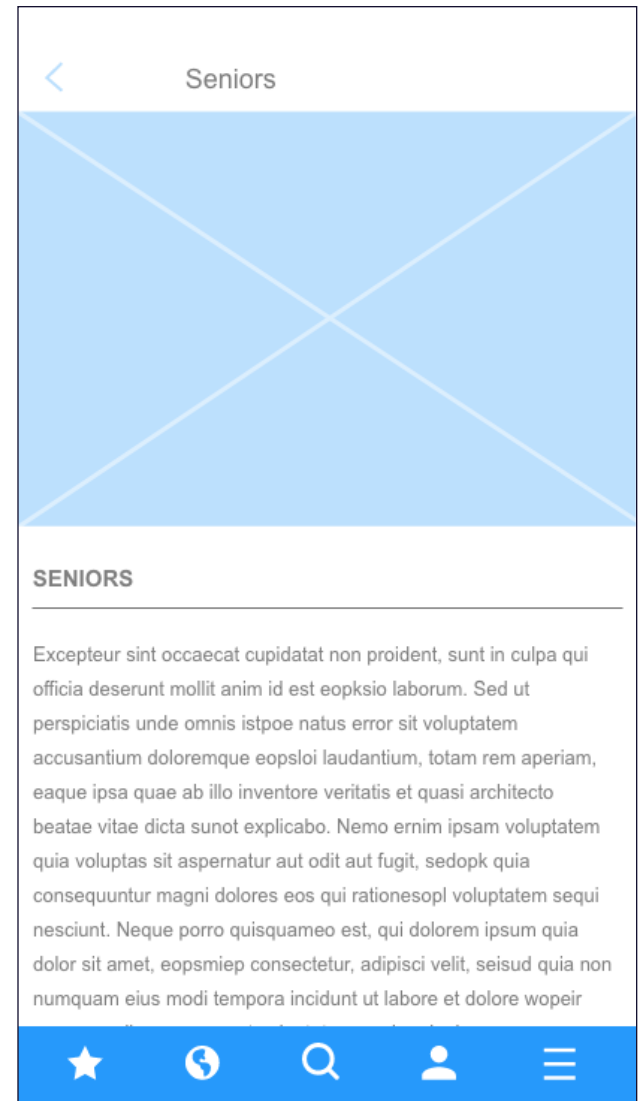 Seniors
SENIORS
Excepteur sint occaecat cupidatat non proident, sunt in culpa qui
officia deserunt mollit anim id est eopksio laborum. Sed ut
perspiciatis unde omnis istpoe natus error sit voluptatem
accusantium doloremque eopsloi laudantium, totam rem aperiam,
eaque ipsa quae ab illo inventore veritatis et quasi architecto
beatae vitae dicta sunot explicabo. Nemo ernim ipsam voluptatem
quia voluptas sit aspernatur aut odit aut fugit, sedopk quia
consequuntur magni dolores eos qui rationesopl voluptatem sequi
nesciunt. Neque porro quisquameo est, qui dolorem ipsum quia
dolor sit amet, eopsmiep consectetur, adipisci velit, seisud quia non
numquam eius modi tempora incidunt ut labore et dolore wopeir